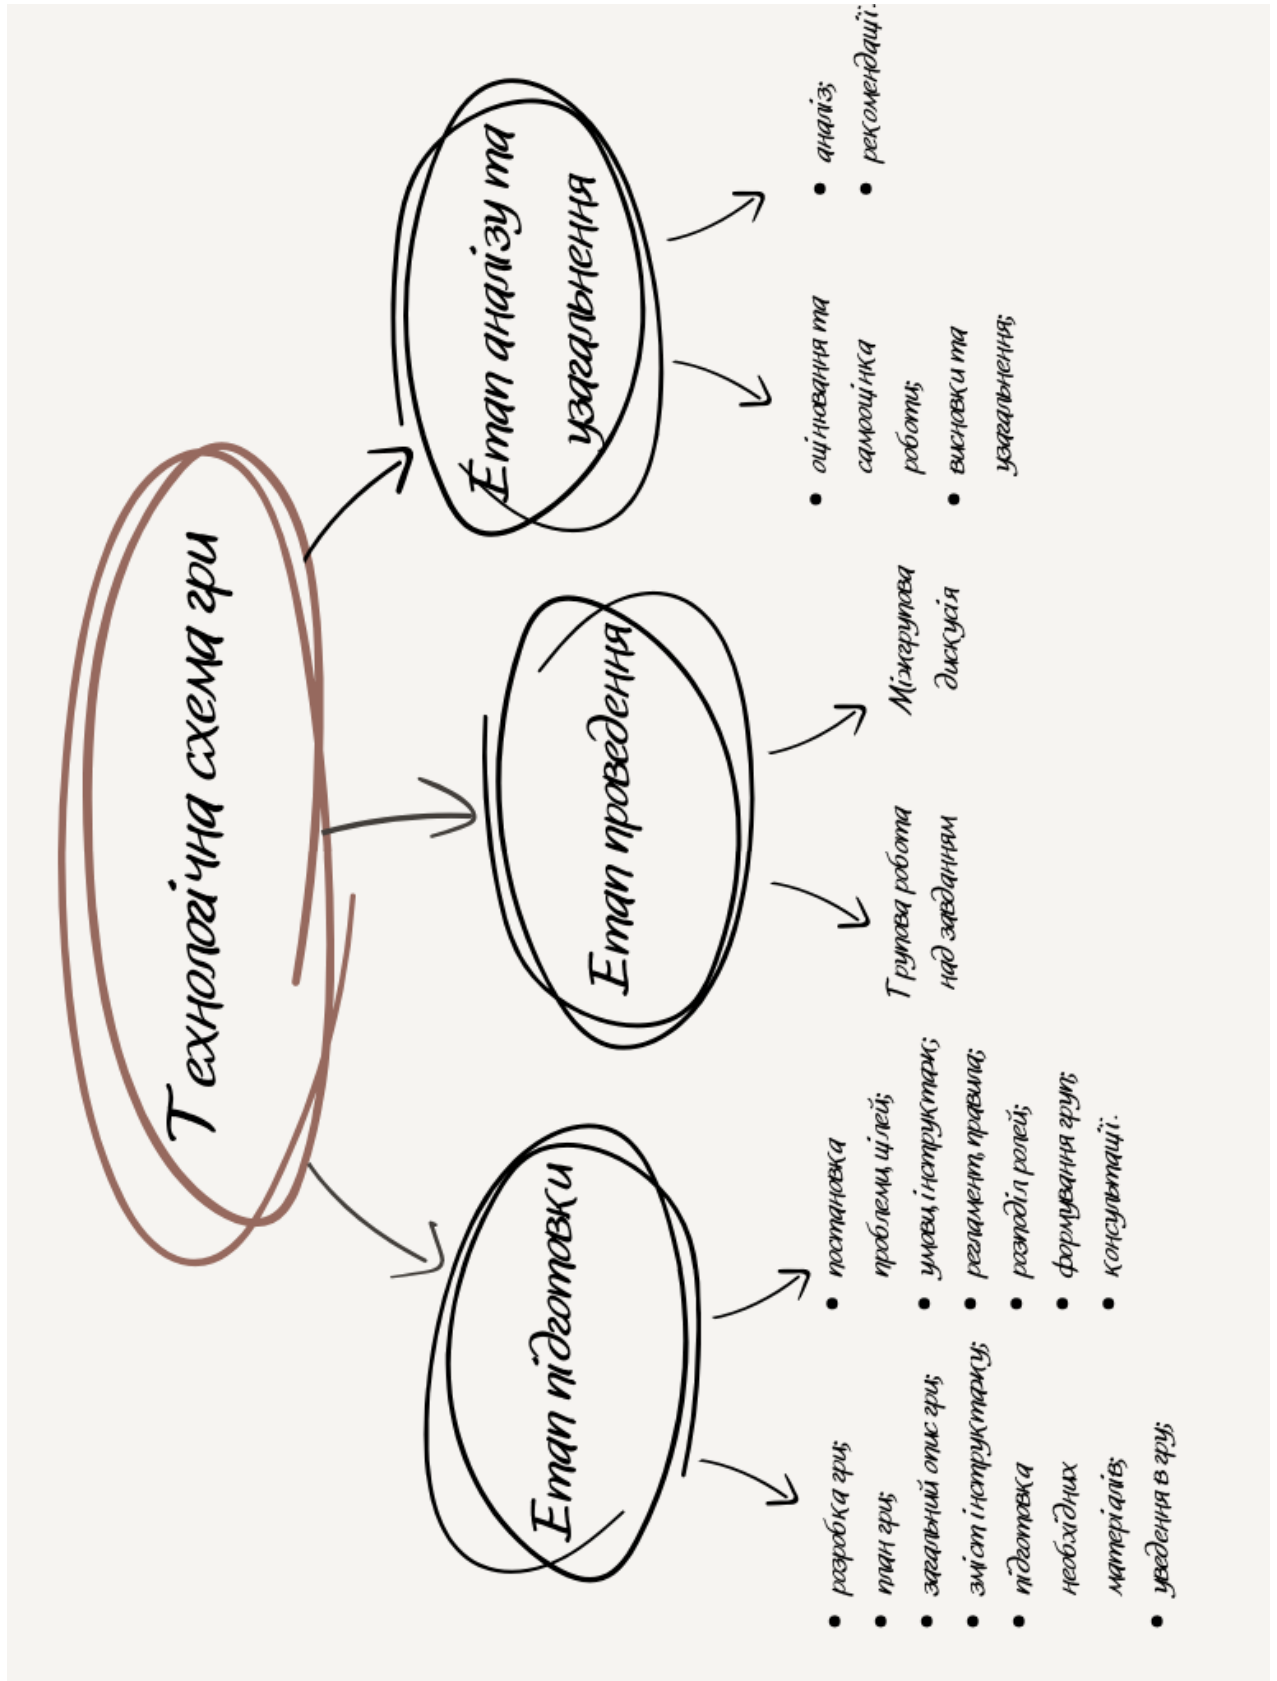 Технологічна схема гри
Етап підготовки
розробка гри;
план гри;
загальний опис гри;
зміст інструктажу;
підготовка
необхідних
матеріалів;
уведення в гру;
постановка
проблеми, цілей;
умови, інструктаж;
регламент, правила;
розподіл ролей;
формування груп;
консультації.
Етап проведення
Групова робота
над завданням
Міжгрупова
дискусія
Етап аналізу та
узагальнення
оцінювання та
самооцінка
роботи;
висновки та
узагальнення;
аналіз;
рекомендації.